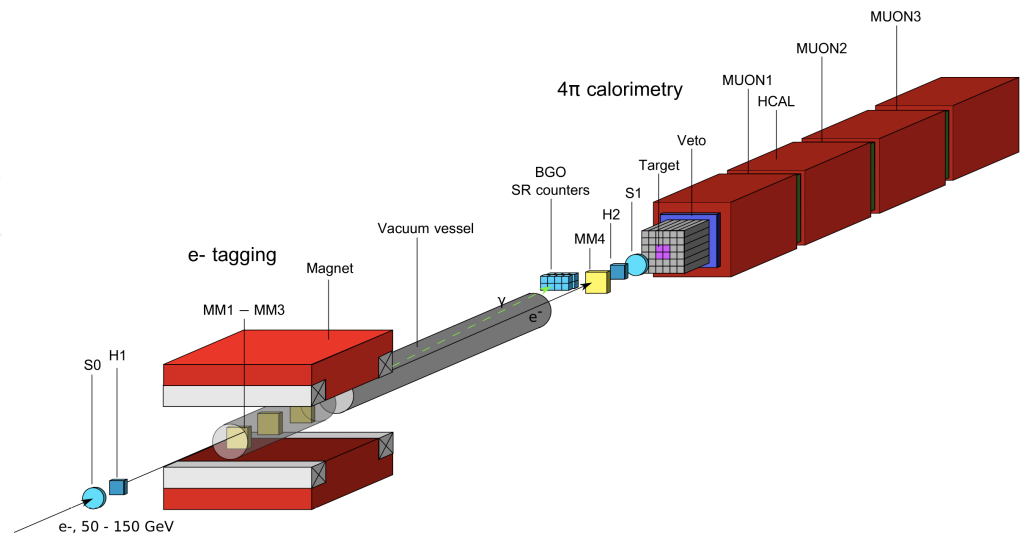 MUON3
MUON2
MUON1
4π calorimetry
HCAL
Veto
Target
BGO
SR counters
S1
H2
Vacuum vessel
MM4
e- tagging
Magnet
γ
MM1 – MM3
e-
H1
S0
e-, 50 - 150 GeV